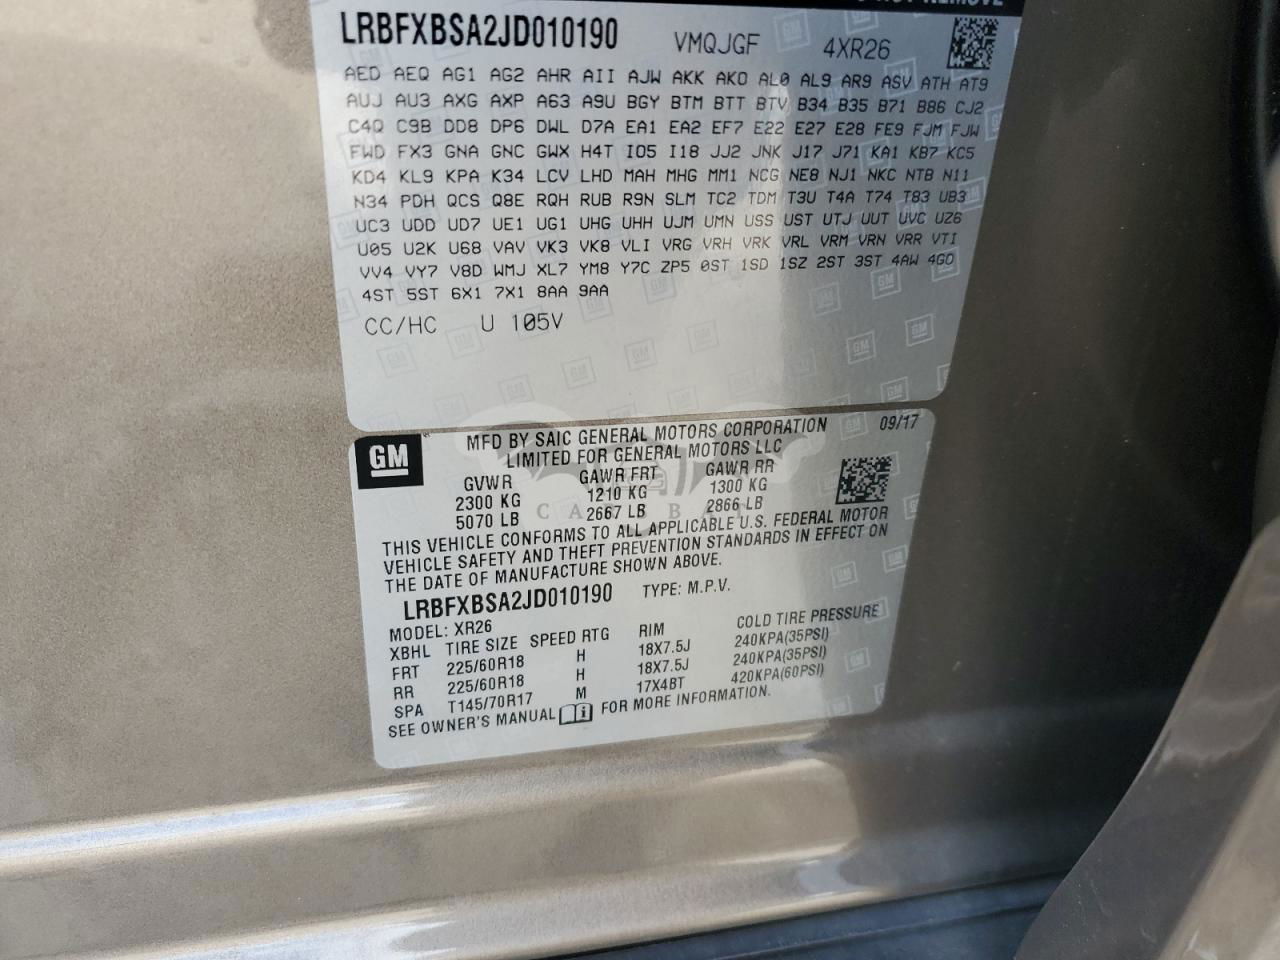 LRBFXBSA2JD010190 VMQJGF 4XR26
AED AEQ AG1 AG2 AHR AII AJW AKK AKO AL0 AL9 AR9 ASV ATH AT9
AUJ AU3 AXG AXP A63 A9U BGY BTM BTT BTV B34 B35 B71 B86 CJ2
C4Q C9B DD8 DP6 DWL D7A EA1 EA2 EF7 E22 E27 E28 FE9 FJM FJW
FWD FX3 GNA GNC GWX H4T IO5 I18 JJ2 JNK J17 J71 KA1 KB7 KC5
KD4 KL9 KPA K34 LCV LHD MAH MHG MM1 NCG NE8 NJ1 NKC NTB N11
N34 PDH QCS Q8E RQH RUB R9N SLM TC2 TDM T3U T4A T74 T83 UB3
UC3 UDD UD7 UE1 UG1 UHG UHH UJM UMN USS UST UTJ UUT UVC UZ6
U05 U2K U68 VAV VK3 VK8 VLI VRG VRH VRK VRL VRM VRN VRR VTI
VV4 VY7 V8D WMJ XL7 YM8 Y7C ZP5 0ST 1SD 1SZ 2ST 3ST 4AW 4GO
4ST 5ST 6X1 7X1 8AA 9AA
CC/HC U 105V
GM
MFD BY SAIC GENERAL MOTORS CORPORATION 09/17
LIMITED FOR GENERAL MOTORS LLC
GVWR GAWR FRT GAWR RR
2300 KG 1210 KG 1300 KG
5070 LB 2667 LB 2866 LB
THIS VEHICLE CONFORMS TO ALL APPLICABLE U.S. FEDERAL MOTOR
VEHICLE SAFETY AND THEFT PREVENTION STANDARDS IN EFFECT ON
THE DATE OF MANUFACTURE SHOWN ABOVE.
LRBFXBSA2JD010190 TYPE: M.P.V.
MODEL: XR26
XBHL TIRE SIZE SPEED RTG RIM COLD TIRE PRESSURE
FRT 225/60R18 H 18X7.5J 240KPA(35PSI)
RR 225/60R18 H 18X7.5J 240KPA(35PSI)
SPA T145/70R17 M 17X4BT 420KPA(60PSI)
SEE OWNER'S MANUAL FOR MORE INFORMATION.